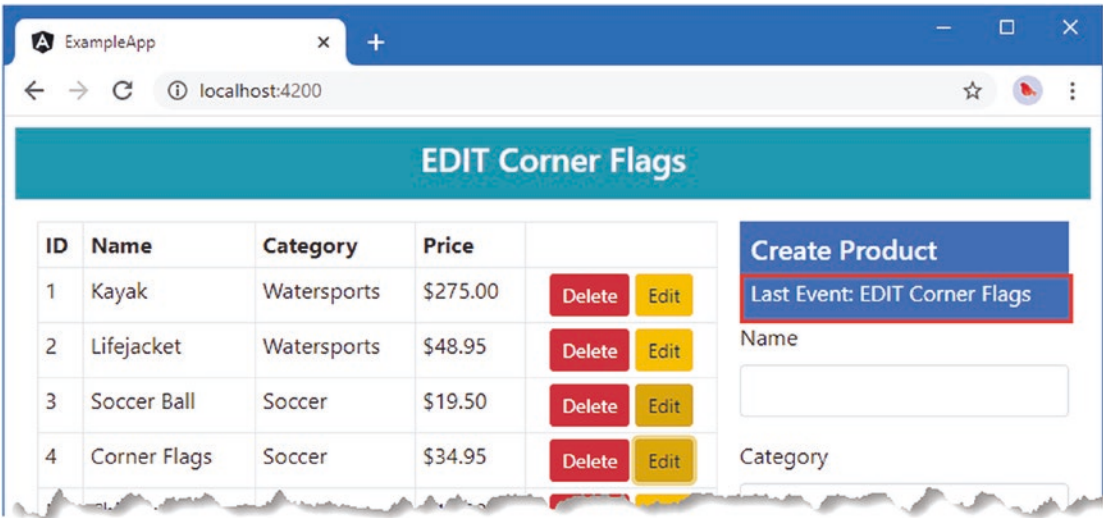 ExampleApp
localhost:4200
EDIT Corner Flags
ID Name Category Price
1 Kayak Watersports $275.00 Delete Edit
2 Lifejacket Watersports $48.95 Delete Edit
3 Soccer Ball Soccer $19.50 Delete Edit
4 Corner Flags Soccer $34.95 Delete Edit
Create Product
Last Event: EDIT Corner Flags
Name
Category